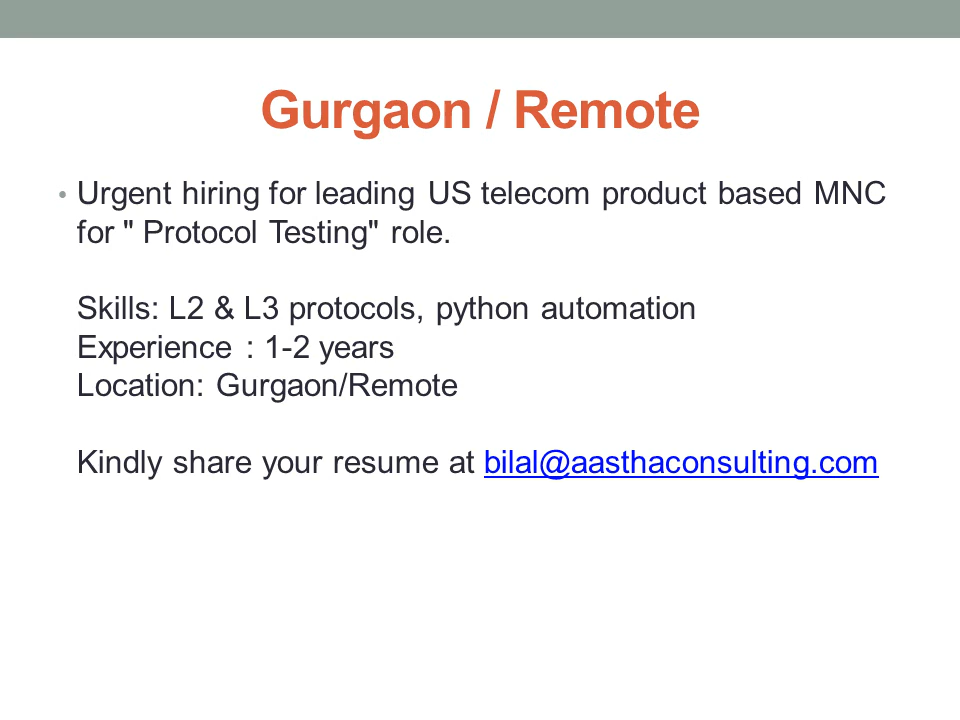 Gurgaon / Remote
• Urgent hiring for leading US telecom product based MNC
for " Protocol Testing" role.
Skills: L2 & L3 protocols, python automation
Experience : 1-2 years
Location: Gurgaon/Remote
Kindly share your resume at bilal@aasthaconsulting.com